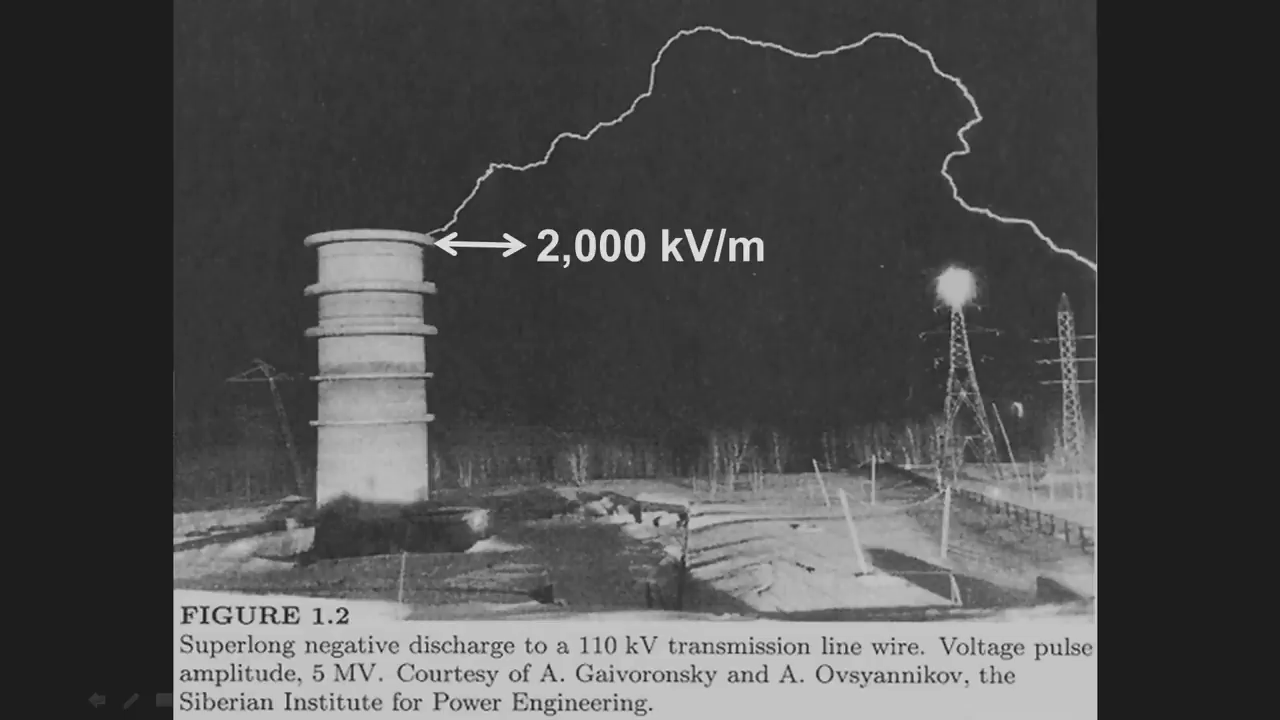 2,000 kV/m
FIGURE 1.2
Superlong negative discharge to a 110 kV transmission line wire. Voltage pulse
amplitude, 5 MV. Courtesy of A. Gaivoronsky and A. Ovsyannikov, the
Siberian Institute for Power Engineering.